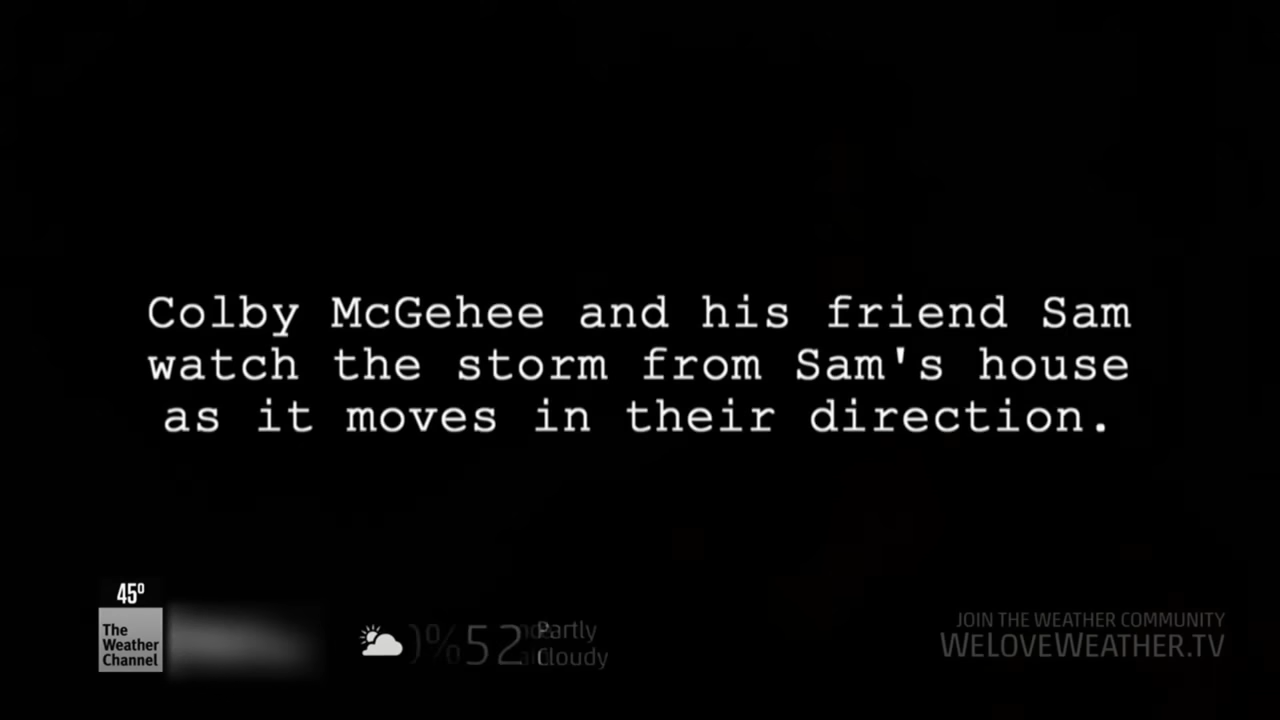 Colby McGehee and his friend Sam
watch the storm from Sam's house
as it moves in their direction.
45°
The
Weather
Channel
52
Partly
Cloudy
JOIN THE WEATHER COMMUNITY
WELOVEWEATHER.TV